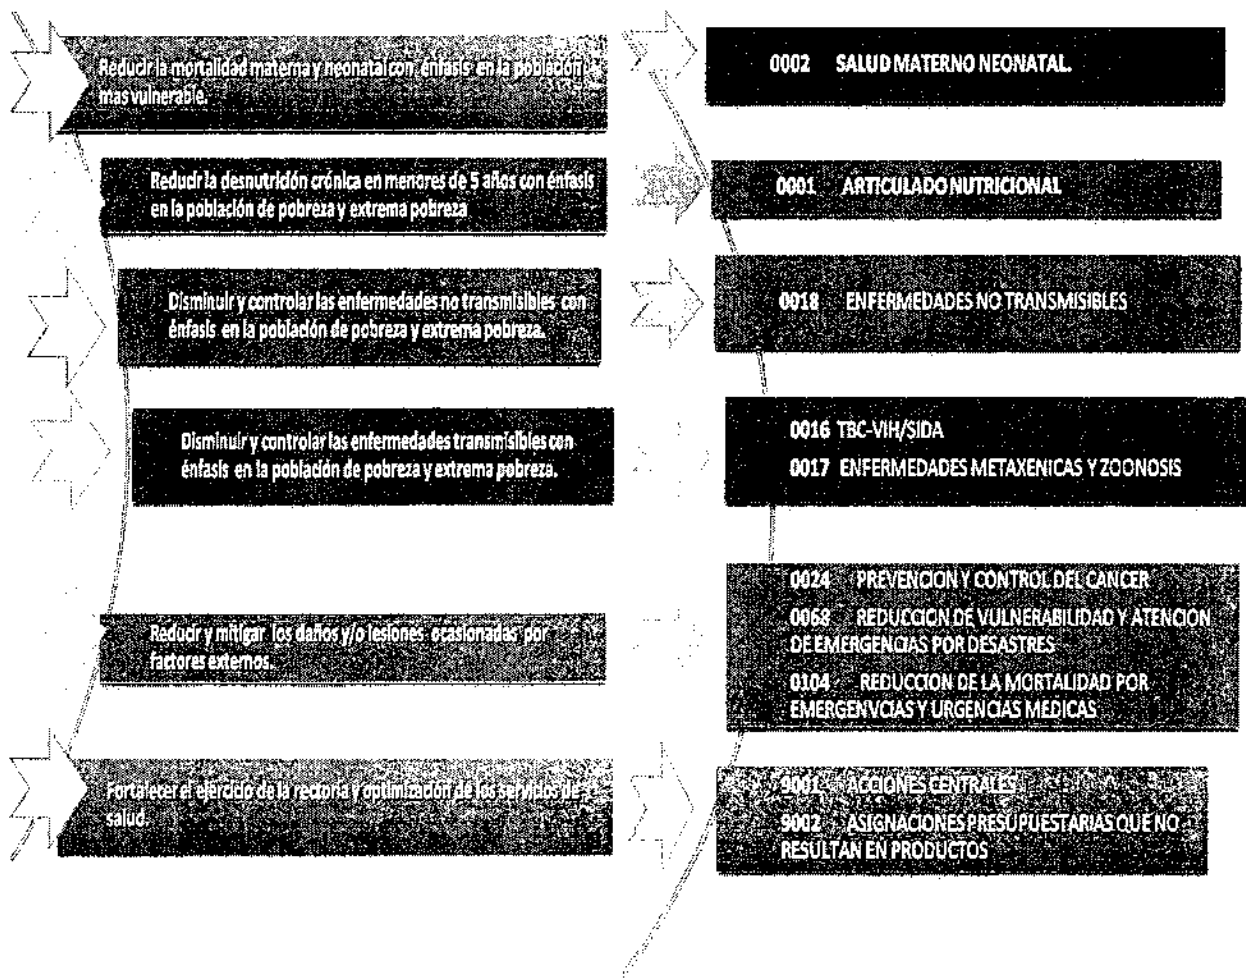 Reducir la mortalidad materna y neonatal con énfasis en la población
mas vulnerable.
0002 SALUD MATERNO NEONATAL.
Reducir la desnutrición crónica en menores de 5 años con énfasis
en la población de pobreza y extrema pobreza
0001 ARTICULADO NUTRICIONAL
Disminuir y controlar las enfermedades no transmisibles con
énfasis en la población de pobreza y extrema pobreza.
0018 ENFERMEDADES NO TRANSMISIBLES
Disminuir y controlar las enfermedades transmisibles con
énfasis en la población de pobreza y extrema pobreza.
0016 TBC-VIH/SIDA
0017 ENFERMEDADES METAXENICAS Y ZOONOSIS
Reducir y mitigar los daños y/o lesiones ocasionadas por
factores externos.
0024 PREVENCION Y CONTROL DEL CANCER
0068 REDUCCION DE VULNERABILIDAD Y ATENCION
DE EMERGENCIAS POR DESASTRES
0104 REDUCCION DE LA MORTALIDAD POR
EMERGENVCIAS Y URGENCIAS MEDICAS
Fortalecer el ejercicio de la rectoria y optimización de los servicios de
salud.
9001 ACCIONES CENTRALES
9002 ASIGNACIONES PRESUPUESTARIAS QUE NO
RESULTAN EN PRODUCTOS